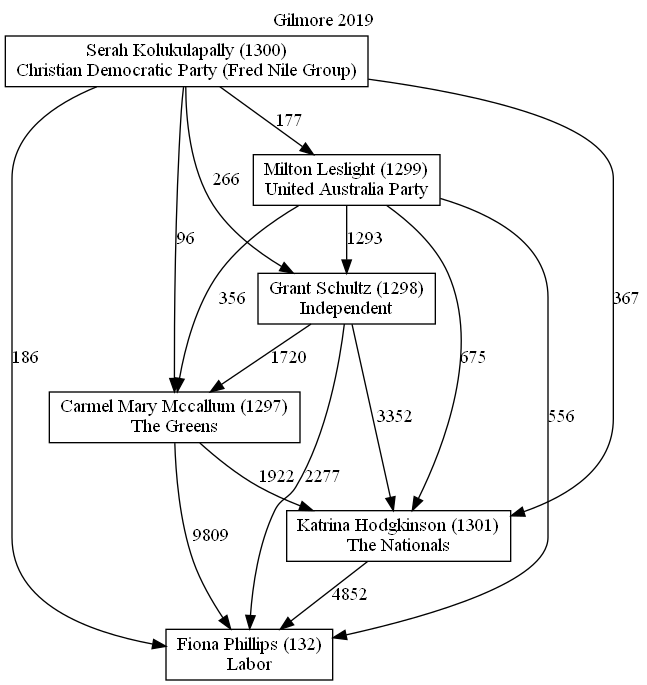 Gilmore 2019
Serah Kolukulapally (1300)
Christian Democratic Party (Fred Nile Group)
177
Milton Leslight (1299)
United Australia Party
266
96
1293
356
Grant Schultz (1298)
Independent
367
186
1720
675
Carmel Mary Mccallum (1297)
The Greens
3352
556
1922
2277
Katrina Hodgkinson (1301)
The Nationals
9809
4852
Fiona Phillips (132)
Labor